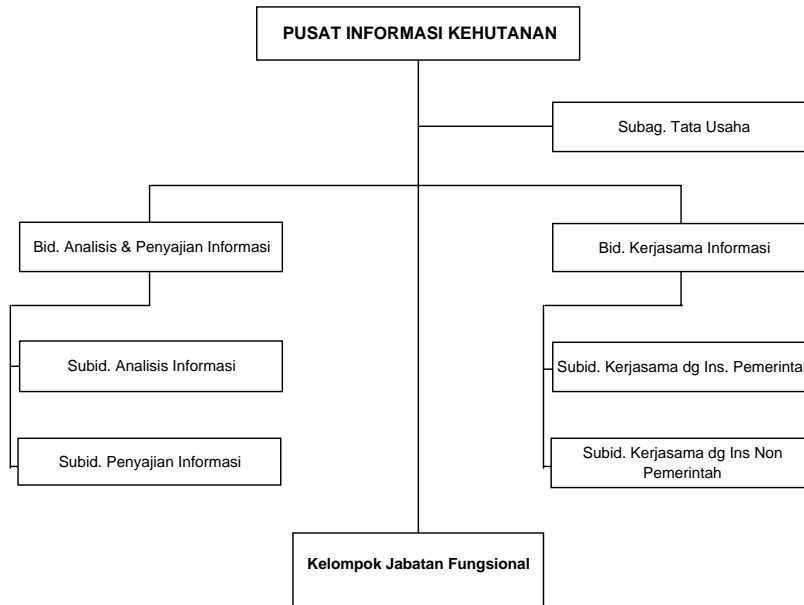 PUSAT INFORMASI KEHUTANAN
Subag. Tata Usaha
Bid. Analisis & Penyajian Informasi
Bid. Kerjasama Informasi
Subid. Analisis Informasi
Subid. Kerjasama dg Ins. Pemerintah
Subid. Penyajian Informasi
Subid. Kerjasama dg Ins Non
Pemerintah
Kelompok Jabatan Fungsional